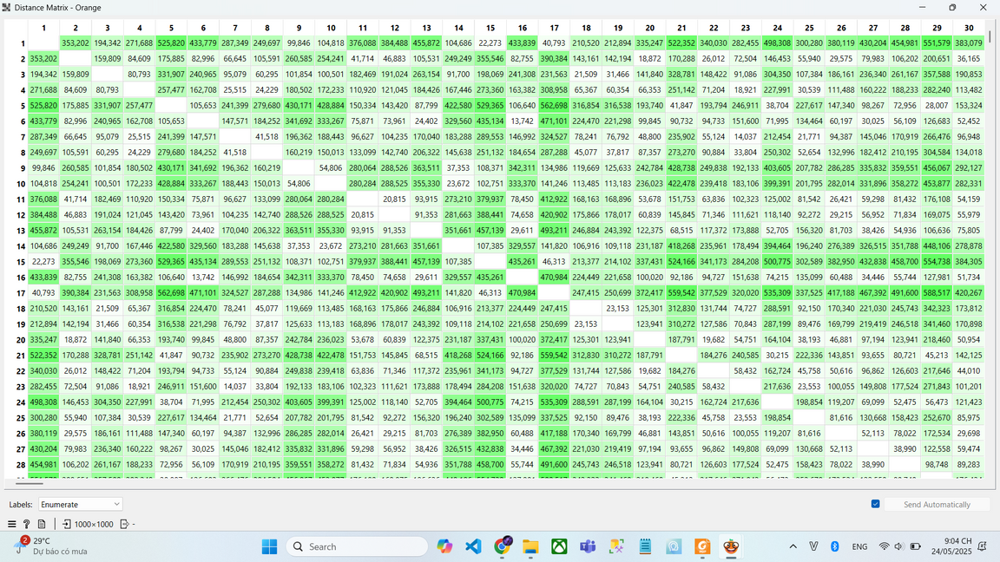 Distance Matrix - Orange
1 2 3 4 5 6 7 8 9 10 11 12 13 14 15 16 17 18 19 20 21 22 23 24 25 26 27 28 29 30
1 353,202 194,342 271,688 525,820 433,779 287,349 249,697 99,846 104,818 376,088 384,488 455,872 104,686 22,273 433,839 40,793 210,520 212,894 335,247 522,352 340,030 282,455 498,308 300,280 380,119 430,204 454,981 551,579 383,079
2 353,202 159,809 84,609 175,885 82,996 66,645 105,591 260,585 254,241 41,714 46,883 105,531 249,249 355,546 82,755 390,384 143,161 142,194 18,872 170,288 26,012 72,504 146,453 55,940 29,575 79,983 106,202 200,651 36,165
3 194,342 159,809 80,793 331,907 240,965 95,079 60,295 101,854 100,501 182,469 191,024 263,154 91,700 198,069 241,308 231,563 21,509 31,466 141,840 328,781 148,422 91,086 304,350 107,384 186,161 236,340 261,167 357,588 190,853
4 271,688 84,609 80,793 257,477 162,708 25,515 24,229 180,502 172,233 110,920 121,045 184,426 167,446 273,360 163,382 308,958 65,367 60,354 66,353 251,142 71,204 18,921 227,991 30,539 111,488 160,222 188,233 282,240 113,482
5 525,820 175,885 331,907 257,477 105,653 241,399 279,680 430,171 428,884 150,334 143,420 87,799 422,580 529,365 106,640 562,698 316,854 316,538 193,740 41,847 193,794 246,911 38,704 227,617 147,340 98,267 72,956 28,007 153,324
6 433,779 82,996 240,965 162,708 105,653 147,571 184,252 341,692 333,267 75,871 73,961 24,402 329,560 435,134 13,742 471,101 224,470 221,298 99,845 90,732 94,733 151,600 71,995 134,464 60,197 30,025 56,109 126,683 52,452
7 287,349 66,645 95,079 25,515 241,399 147,571 41,518 196,362 188,443 96,627 104,235 170,040 183,288 289,553 146,992 324,527 78,241 76,792 48,800 235,902 55,124 14,037 212,454 21,771 94,387 145,046 170,919 266,476 96,948
8 249,697 105,591 60,295 24,229 279,680 184,252 41,518 160,219 150,013 133,099 142,740 206,322 145,638 251,132 184,654 287,288 45,077 37,817 87,357 273,270 90,884 33,804 250,302 52,654 132,996 182,412 210,195 304,584 134,018
9 99,846 260,585 101,854 180,502 430,171 341,692 196,362 160,219 54,806 280,064 288,526 363,511 37,353 108,371 342,311 134,986 119,669 125,633 242,784 428,738 249,838 192,133 403,605 207,782 286,285 335,832 359,551 456,067 292,127
10 104,818 254,241 100,501 172,233 428,884 333,267 188,443 150,013 54,806 280,284 288,525 355,330 23,672 102,751 333,370 141,246 113,485 113,183 236,023 422,478 239,418 183,106 399,391 201,795 282,014 331,896 358,272 453,877 282,331
11 376,088 41,714 182,469 110,920 150,334 75,871 96,627 133,099 280,064 280,284 20,815 93,915 273,210 379,937 78,450 412,922 168,163 168,896 53,678 151,753 63,836 102,323 125,002 81,542 26,421 59,298 81,432 176,108 54,159
12 384,488 46,883 191,024 121,045 143,420 73,961 104,235 142,740 288,526 288,525 20,815 91,353 281,663 388,441 74,658 420,902 175,866 178,017 60,839 145,845 71,346 111,621 118,140 92,272 29,215 56,952 71,834 169,075 55,979
13 455,872 105,531 263,154 184,426 87,799 24,402 170,040 206,322 363,511 355,330 93,915 91,353 351,661 457,139 29,611 493,211 246,884 243,392 122,375 68,515 117,372 173,888 52,705 156,320 81,703 38,426 54,936 106,636 75,805
14 104,686 249,249 91,700 167,446 422,580 329,560 183,288 145,638 37,353 23,672 273,210 281,663 351,661 107,385 329,557 141,820 106,916 109,118 231,187 418,268 235,961 178,494 394,464 196,240 276,389 326,515 351,788 448,106 278,878
15 22,273 355,546 198,069 273,360 529,365 435,134 289,553 251,132 108,371 102,751 379,937 388,441 457,139 107,385 435,261 46,313 213,377 214,102 337,431 524,166 341,173 284,208 500,775 302,589 382,950 432,838 458,700 554,738 384,305
16 433,839 82,755 241,308 163,382 106,640 13,742 146,992 184,654 342,311 333,370 78,450 74,658 29,611 329,557 435,261 470,984 224,449 221,658 100,020 92,186 94,727 151,638 74,215 135,099 60,488 34,446 55,744 127,981 51,734
17 40,793 390,384 231,563 308,958 562,698 471,101 324,527 287,288 134,986 141,246 412,922 420,902 493,211 141,820 46,313 470,984 247,415 250,699 372,417 559,542 377,529 320,020 535,309 337,525 417,188 467,392 491,600 588,517 420,267
18 210,520 143,161 21,509 65,367 316,854 224,470 78,241 45,077 119,669 113,485 168,163 175,866 246,884 106,916 213,377 224,449 247,415 23,153 125,301 312,830 131,744 74,727 288,591 92,150 170,340 221,030 245,743 342,323 173,812
19 212,894 142,194 31,466 60,354 316,538 221,298 76,792 37,817 125,633 113,183 168,896 178,017 243,392 109,118 214,102 221,658 250,699 23,153 123,941 310,272 127,586 70,843 287,199 89,476 169,799 219,419 246,518 341,460 170,898
20 335,247 18,872 141,840 66,353 193,740 99,845 48,800 87,357 242,784 236,023 53,678 60,839 122,375 231,187 337,431 100,020 372,417 125,301 123,941 187,791 19,682 54,751 164,104 38,193 46,881 97,194 123,941 218,460 50,954
21 522,352 170,288 328,781 251,142 41,847 90,732 235,902 273,270 428,738 422,478 151,753 145,845 68,515 418,268 524,166 92,186 559,542 312,830 310,272 187,791 184,276 240,585 30,215 222,336 143,851 93,655 80,721 45,213 142,125
22 340,030 26,012 148,422 71,204 193,794 94,733 55,124 90,884 249,838 239,418 63,836 71,346 117,372 235,961 341,173 94,727 377,529 131,744 127,586 19,682 184,276 58,432 162,724 45,758 50,616 96,862 126,603 217,646 44,010
23 282,455 72,504 91,086 18,921 246,911 151,600 14,037 33,804 192,133 183,106 102,323 111,621 173,888 178,494 284,208 151,638 320,020 74,727 70,843 54,751 240,585 58,432 217,636 23,553 100,055 149,808 177,524 271,843 101,201
24 498,308 146,453 304,350 227,991 38,704 71,995 212,454 250,302 403,605 399,391 125,002 118,140 52,705 394,464 500,775 74,215 535,309 288,591 287,199 164,104 30,215 162,724 217,636 198,854 119,207 69,099 52,475 56,473 121,423
25 300,280 55,940 107,384 30,539 227,617 134,464 21,771 52,654 207,782 201,795 81,542 92,272 156,320 196,240 302,589 135,099 337,525 92,150 89,476 38,193 222,336 45,758 23,553 198,854 81,616 130,668 158,423 252,670 85,975
26 380,119 29,575 186,161 111,488 147,340 60,197 94,387 132,996 286,285 282,014 26,421 29,215 81,703 276,389 382,950 60,488 417,188 170,340 169,799 46,881 143,851 50,616 100,055 119,207 81,616 52,113 78,022 172,534 29,698
27 430,204 79,983 236,340 160,222 98,267 30,025 145,046 182,412 335,832 331,896 59,298 56,952 38,426 326,515 432,838 34,446 467,392 221,030 219,419 97,194 93,655 96,862 149,808 69,099 130,668 52,113 38,990 122,558 59,474
28 454,981 106,202 261,167 188,233 72,956 56,109 170,919 210,195 359,551 358,272 81,432 71,834 54,936 351,788 458,700 55,744 491,600 245,743 246,518 123,941 80,721 126,603 177,524 52,475 158,423 78,022 38,990 98,748 89,283
Labels: Enumerate Send Automatically
1000×1000 -
2 29°C
Dự báo có mưa
Search
ENG
9:04 CH
24/05/2025